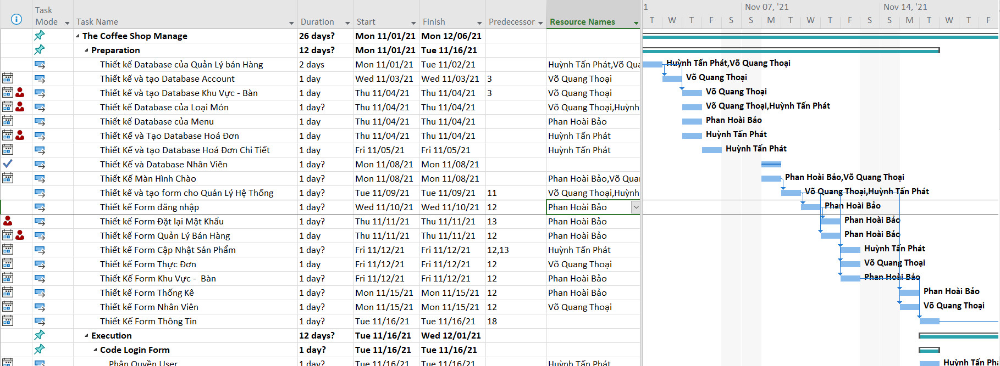 Task
Mode Task Name Duration Start Finish Predecessor Resource Names
1 Nov 07, '21 Nov 14, '21
T W T F S S M T W T F S S M T W T F
The Coffee Shop Manage 26 days? Mon 11/01/21 Mon 12/06/21
Preparation 12 days? Mon 11/01/21 Tue 11/16/21
Thiết kế Database của Quản Lý bán Hàng 2 days Mon 11/01/21 Tue 11/02/21 Huỳnh Tấn Phát,Võ Qua Huỳnh Tấn Phát,Võ Quang Thoại
Thiết kế và tạo Database Account 1 day Wed 11/03/21 Wed 11/03/21 3 Võ Quang Thoại Võ Quang Thoại
Thiết kế và tạo Database Khu Vực - Bàn 1 day Thu 11/04/21 Thu 11/04/21 3 Võ Quang Thoại Võ Quang Thoại
Thiết kế Database của Loại Món 1 day? Thu 11/04/21 Thu 11/04/21 Võ Quang Thoại,Huỳnh Võ Quang Thoại,Huỳnh Tấn Phát
Thiết kế Database của Menu 1 day Thu 11/04/21 Thu 11/04/21 Phan Hoài Bảo Phan Hoài Bảo
Thiết Kế và Tạo Database Hoá Đơn 1 day Thu 11/04/21 Thu 11/04/21 Huỳnh Tấn Phát Huỳnh Tấn Phát
Thiết Kế và tạo Database Hoá Đơn Chi Tiết 1 day Fri 11/05/21 Fri 11/05/21 Huỳnh Tấn Phát Huỳnh Tấn Phát
Thiết Kế và Database Nhân Viên 1 day? Mon 11/08/21 Mon 11/08/21
Thiết Kế Màn Hình Chào 1 day? Mon 11/08/21 Mon 11/08/21 Phan Hoài Bảo,Võ Quan Phan Hoài Bảo,Võ Quang Thoại
Thiết kế và tạo form cho Quản Lý Hệ Thống 1 day? Tue 11/09/21 Tue 11/09/21 11 Võ Quang Thoại,Huỳnh Võ Quang Thoại,Huỳnh Tấn Phát
Thiết kế Form đăng nhập 1 day? Wed 11/10/21 Wed 11/10/21 12 Phan Hoài Bảo Phan Hoài Bảo
Thiết kế Form Đặt lại Mật Khẩu 1 day? Thu 11/11/21 Thu 11/11/21 13 Phan Hoài Bảo Phan Hoài Bảo
Thiết kế Form Quản Lý Bán Hàng 1 day Thu 11/11/21 Thu 11/11/21 12 Phan Hoài Bảo Phan Hoài Bảo
Thiết kế Form Cập Nhật Sản Phẩm 1 day? Fri 11/12/21 Fri 11/12/21 12,13 Huỳnh Tấn Phát Huỳnh Tấn Phát
Thiết kế Form Thực Đơn 1 day Fri 11/12/21 Fri 11/12/21 12 Võ Quang Thoại Võ Quang Thoại
Thiết Kế Form Khu Vực - Bàn 1 day? Fri 11/12/21 Fri 11/12/21 12 Phan Hoài Bảo Phan Hoài Bảo
Thiết kế Form Thống Kê 1 day? Mon 11/15/21 Mon 11/15/21 12 Phan Hoài Bảo Phan Hoài Bảo
Thiết kế Form Nhân Viên 1 day? Mon 11/15/21 Mon 11/15/21 12 Võ Quang Thoại Võ Quang Thoại
Thiết Kế Form Thông Tin 1 day? Tue 11/16/21 Tue 11/16/21 18
Execution 12 days? Tue 11/16/21 Wed 12/01/21
Code Login Form 1 day? Tue 11/16/21 Tue 11/16/21
Phân Quyền User 1 day? Tue 11/16/21 Tue 11/16/21 Huỳnh Tấn Phát Huỳnh Tấn Phá